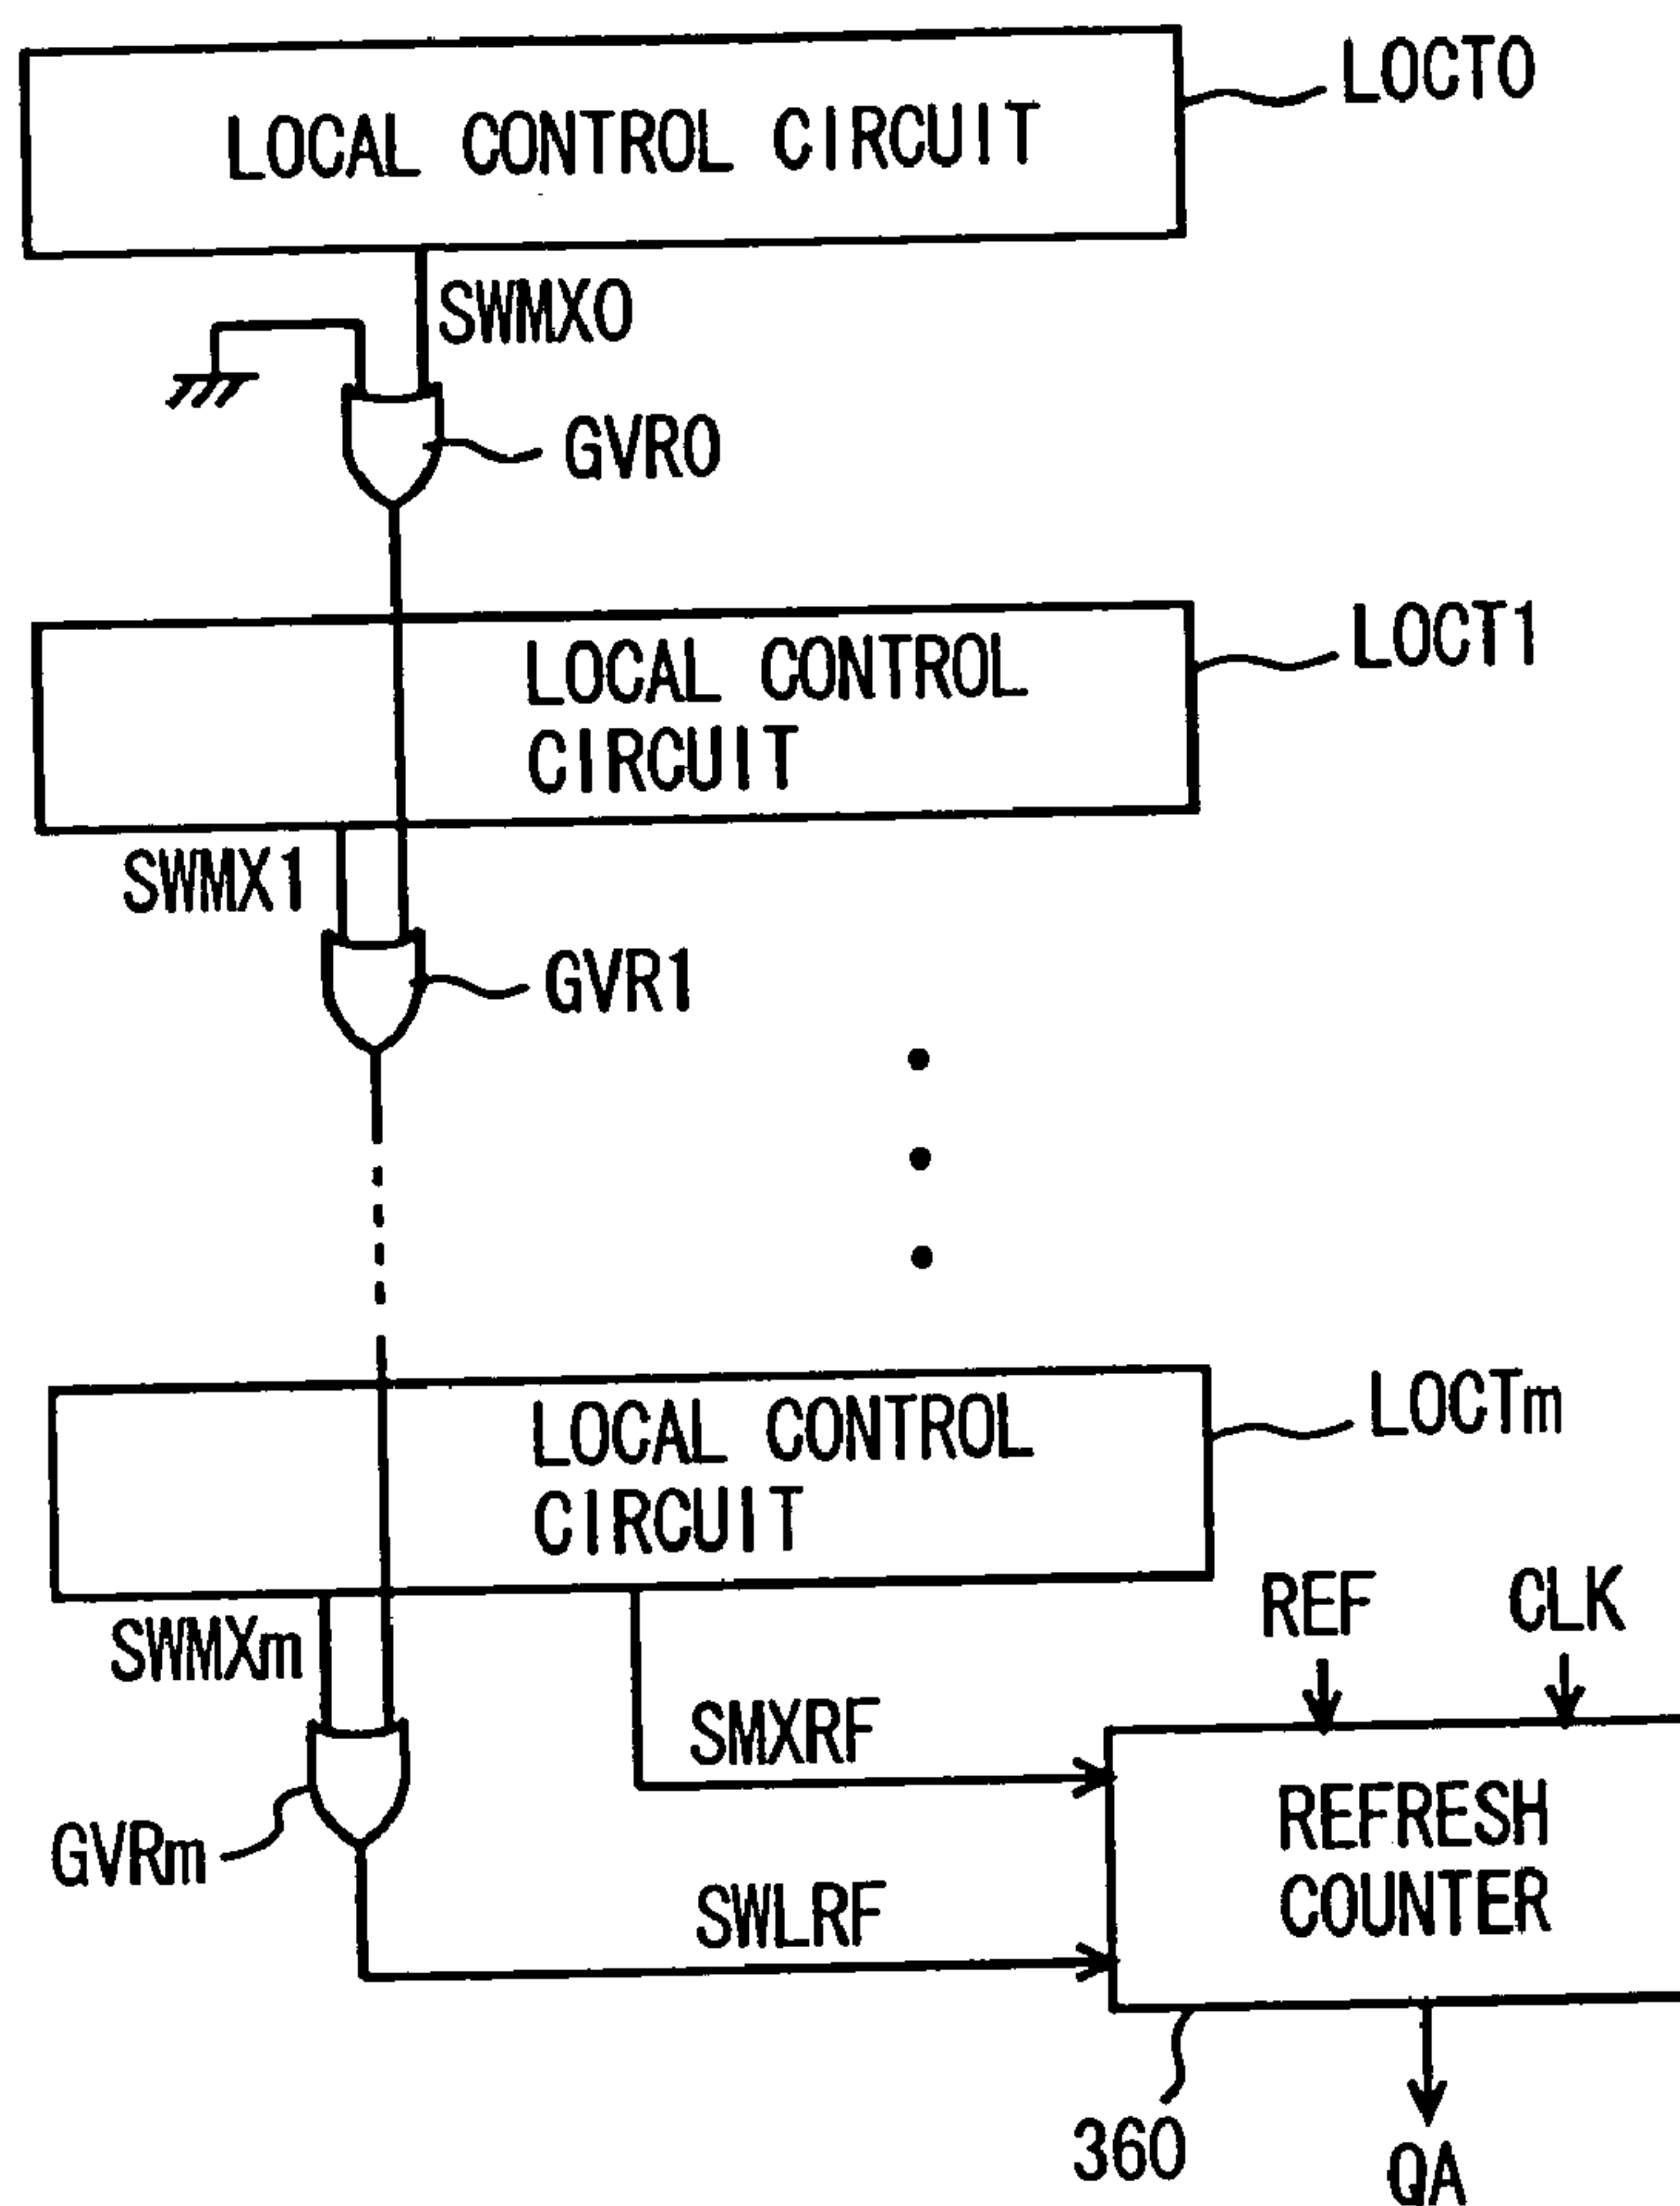 LOCAL CONTROL CIRCUIT
LOCT0
SWMX0
GVR0
LOCAL CONTROL
CIRCUIT
LOCT1
SWMX1
GVR1
LOCAL CONTROL
CIRCUIT
LOCTm
SWMXm
REF
CLK
SMXRF
GVRm
REFRESH
COUNTER
SWLRF
360
QA